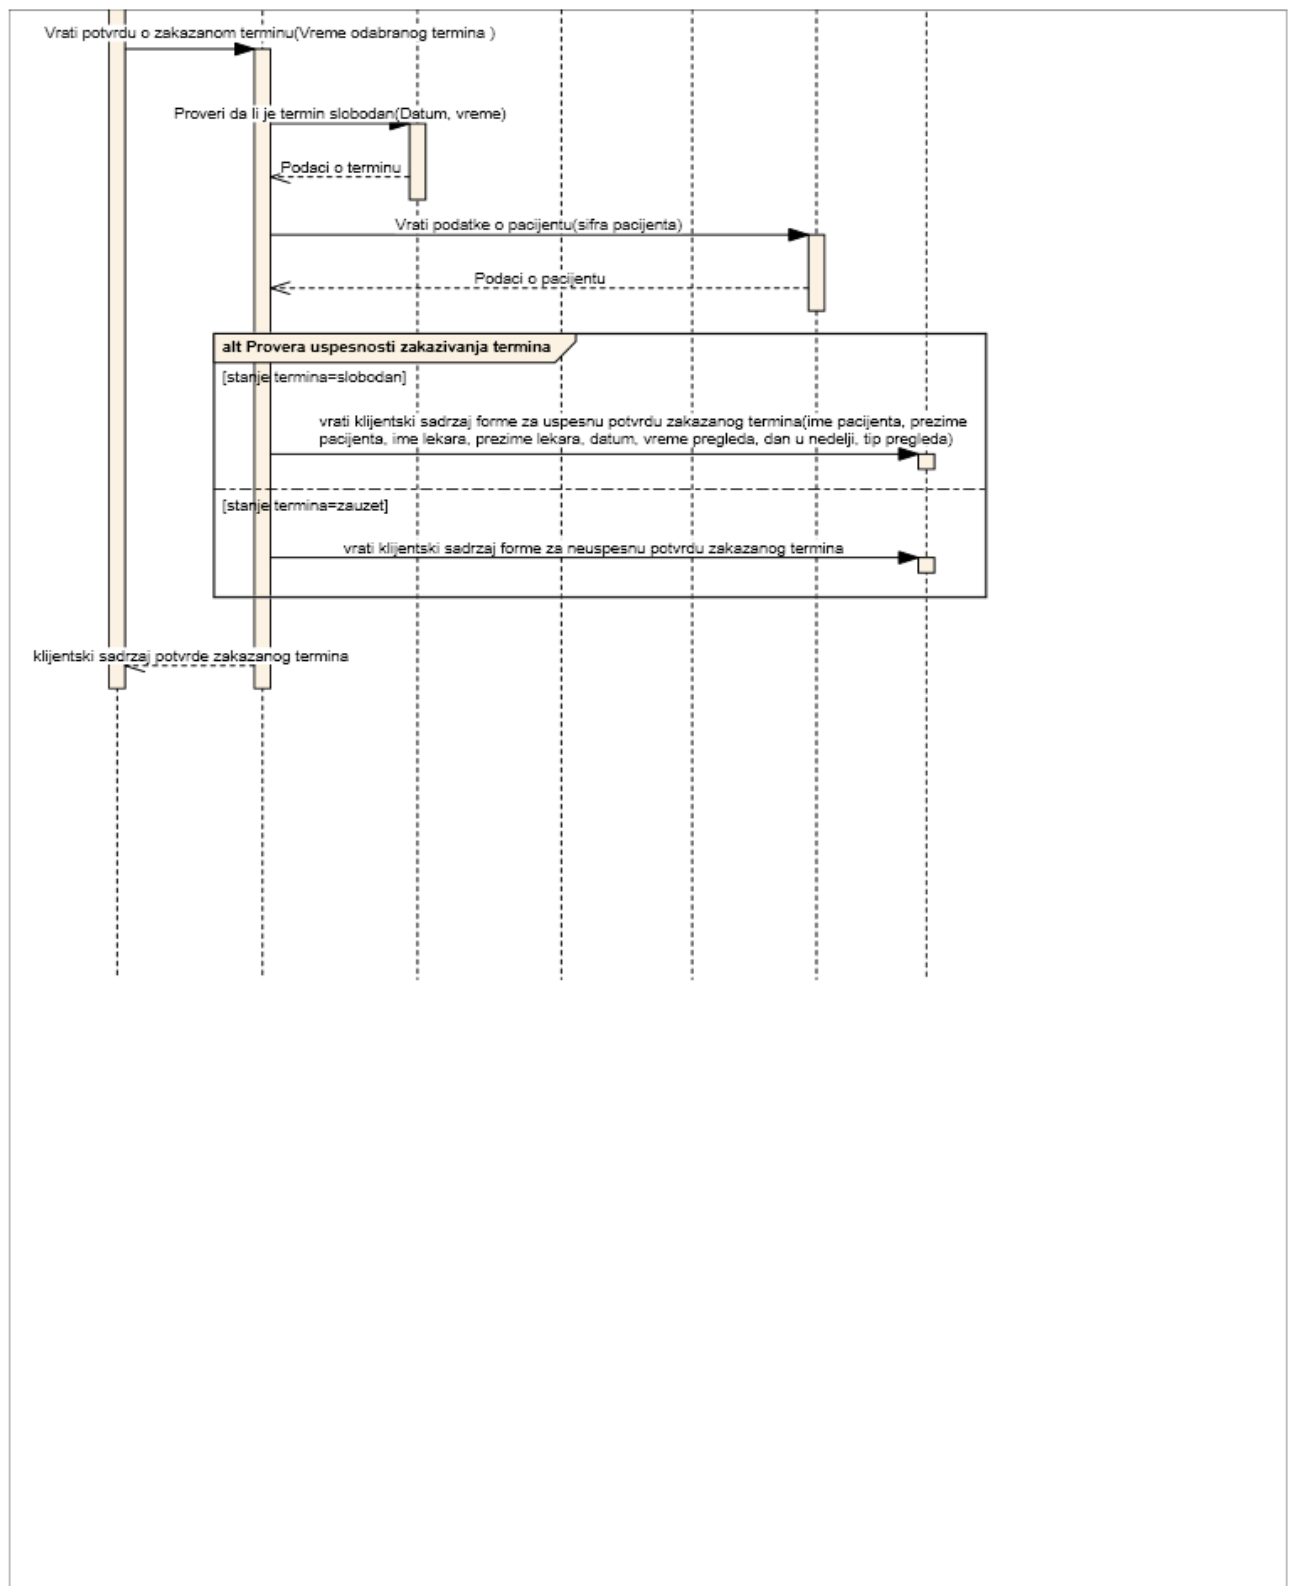 Vrati potvrdu o zakazanom terminu(Vreme odabranog termina )
Proveri da li je termin slobodan(Datum, vreme)
Podaci o terminu
Vrati podatke o pacijentu(sifra pacijenta)
Podaci o pacijentu
alt Provera uspesnosti zakazivanja termina
[stanje termina=slobodan]
vrati klijentski sadrzaj forme za uspesnu potvrdu zakazanog termina(ime pacijenta, prezime
pacijenta, ime lekara, prezime lekara, datum, vreme pregleda, dan u nedelji, tip pregleda)
[stanje termina=zauzet]
vrati klijentski sadrzaj forme za neuspesnu potvrdu zakazanog termina
klijentski sadrzaj potvrde zakazanog termina